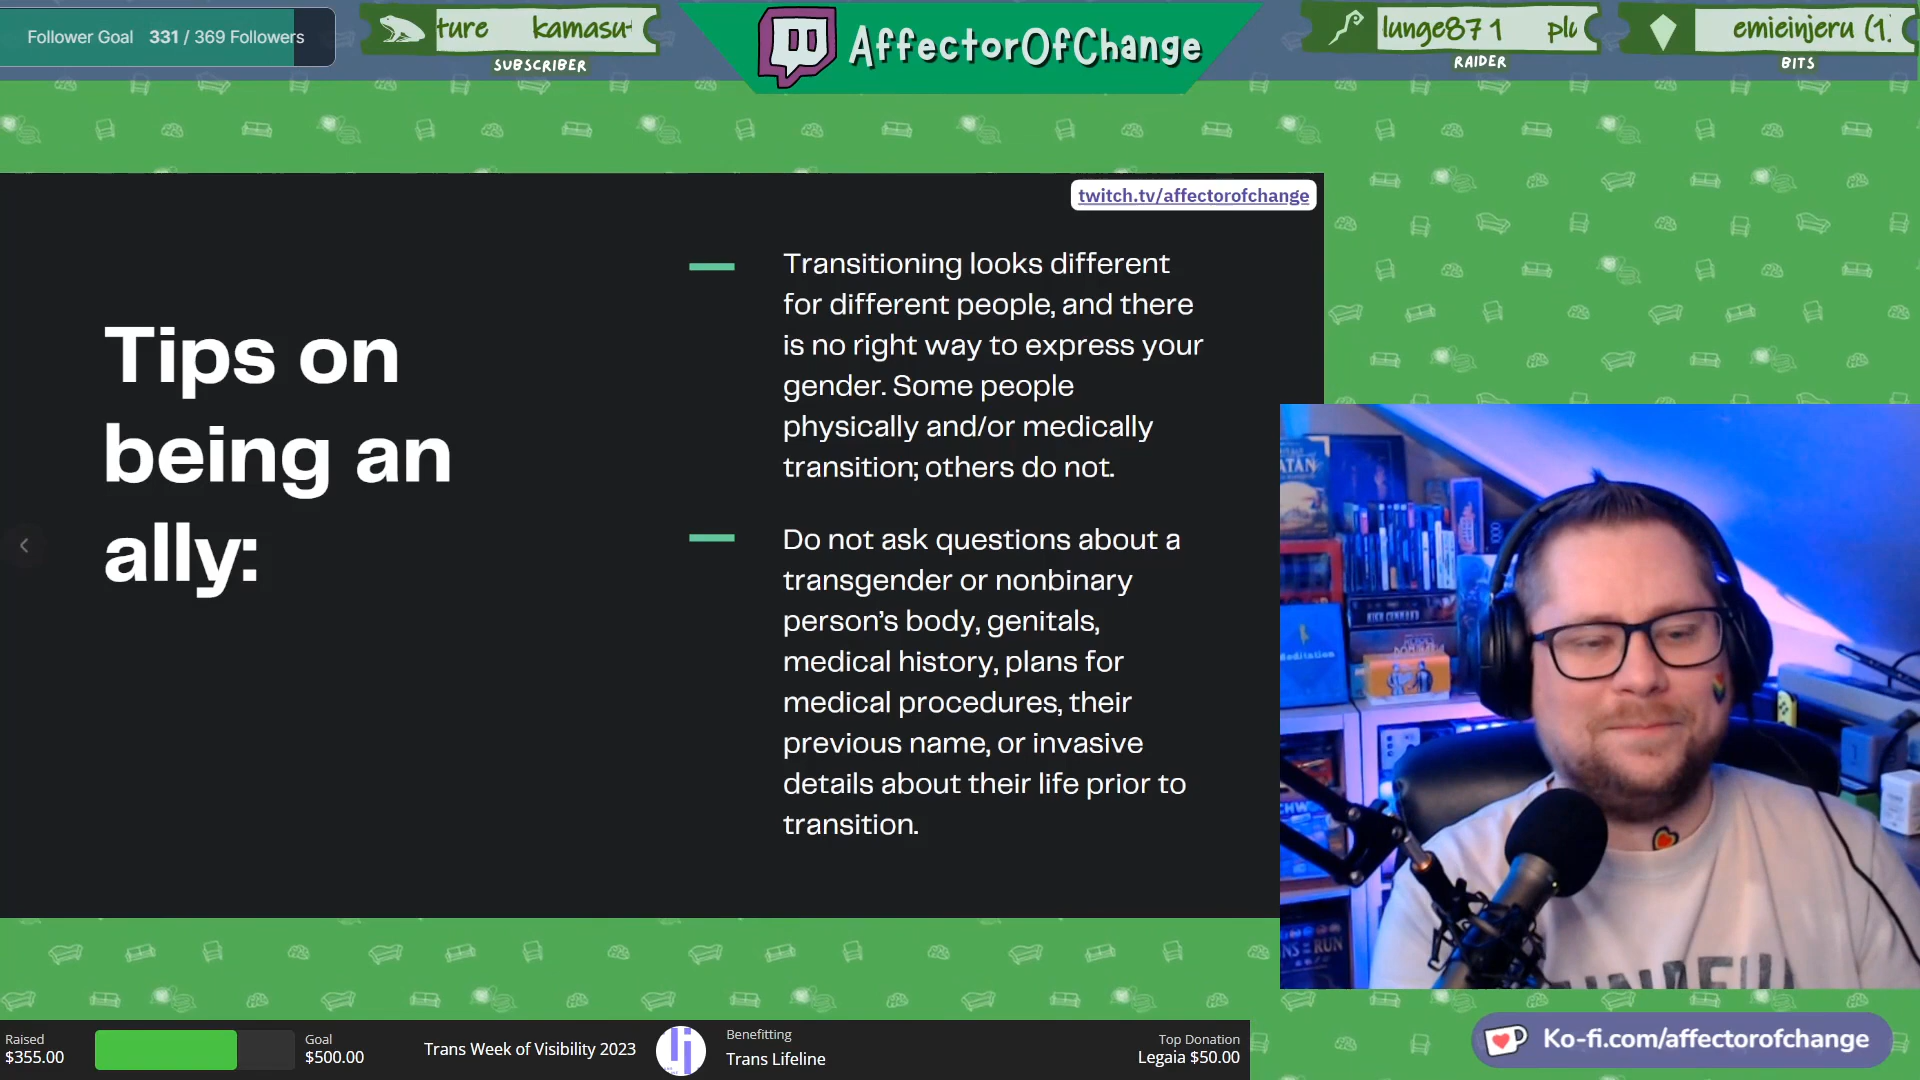 Follower Goal 331 / 369 Followers
ture kamasut
SUBSCRIBER
AffectorOfChange
lunge871 plu
RAIDER
emieinjeru (1.
BITS
twitch.tv/affectorofchange
Tips on
being an
ally:
Transitioning looks different
for different people, and there
is no right way to express your
gender. Some people
physically and/or medically
transition; others do not.
Do not ask questions about a
transgender or nonbinary
person’s body, genitals,
medical history, plans for
medical procedures, their
previous name, or invasive
details about their life prior to
transition.
CATAN
Meditation
Raised
$355.00
Goal
$500.00
Trans Week of Visibility 2023
Benefitting
Trans Lifeline
Top Donation
Legaia $50.00
Ko-fi.com/affectorofchange